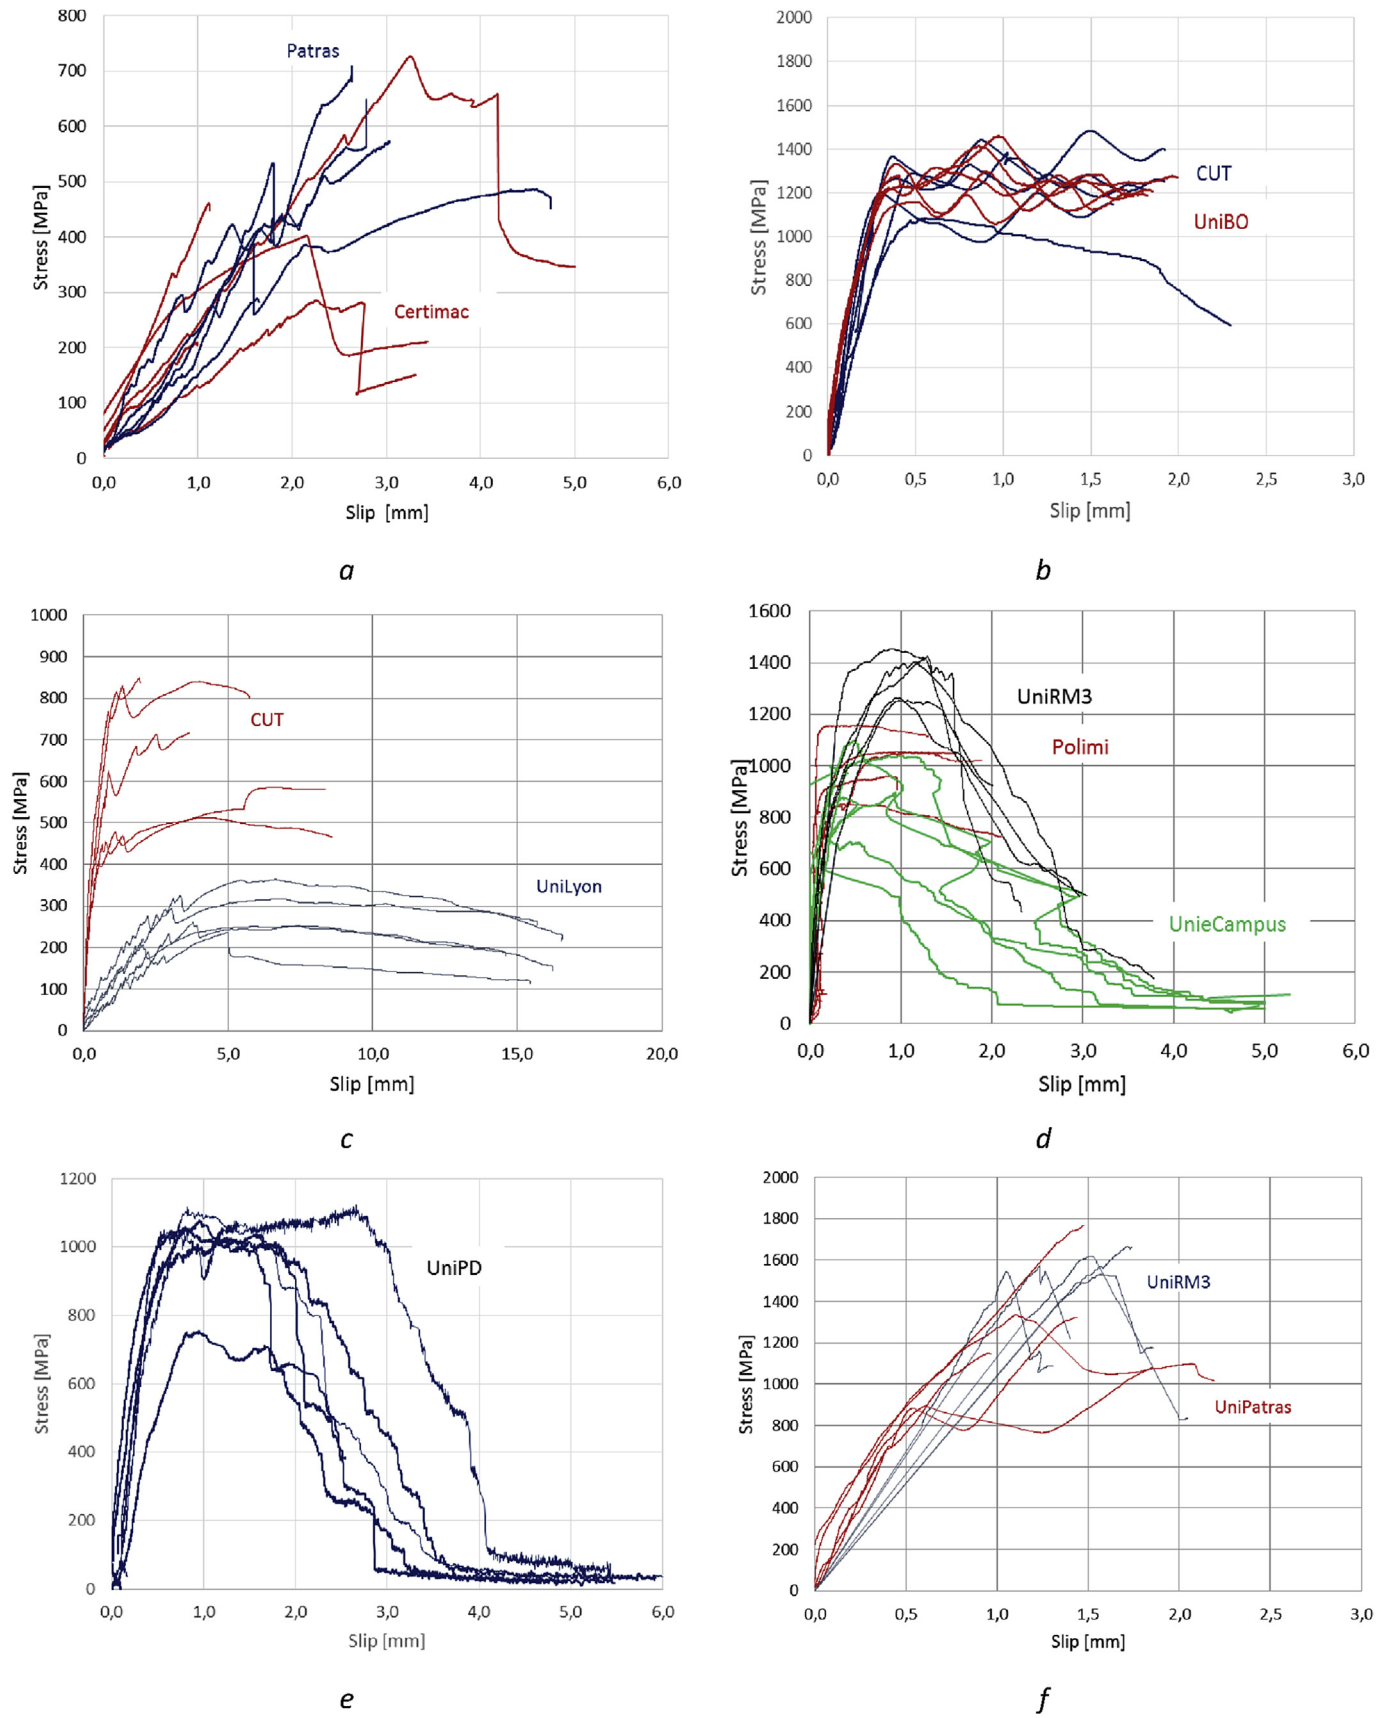 800
700
600
500
400
300
200
100
0
Stress [MPa]
Patras
Certimac
0,0 1,0 2,0 3,0 4,0 5,0 6,0
Slip [mm]
a
2000
1800
1600
1400
1200
1000
800
600
400
200
0
Stress [MPa]
CUT
UniBO
0,0 0,5 1,0 1,5 2,0 2,5 3,0
Slip [mm]
b
1000
900
800
700
600
500
400
300
200
100
0
Stress [MPa]
CUT
UniLyon
0,0 5,0 10,0 15,0 20,0
Slip [mm]
c
1600
1400
1200
1000
800
600
400
200
0
Stress [MPa]
UniRM3
Polimi
UnieCampus
0,0 1,0 2,0 3,0 4,0 5,0 6,0
Slip [mm]
d
1200
1000
800
600
400
200
0
Stress [MPa]
UniPD
0,0 1,0 2,0 3,0 4,0 5,0 6,0
Slip [mm]
e
2000
1800
1600
1400
1200
1000
800
600
400
200
0
Stress [MPa]
UniRM3
UniPatras
0,0 0,5 1,0 1,5 2,0 2,5 3,0
Slip [mm]
f